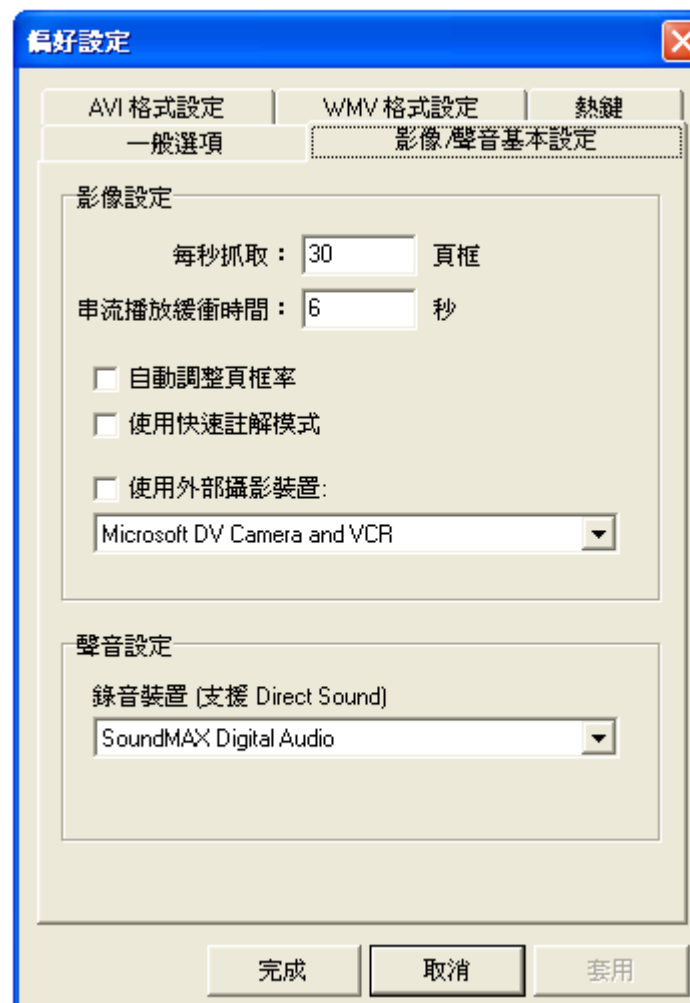 偏好設定
AVI 格式設定 WMV 格式設定 熱鍵
一般選項 影像/聲音基本設定
影像設定
每秒抓取： 30 頁框
串流播放緩衝時間： 6 秒
自動調整頁框率
使用快速註解模式
使用外部攝影裝置:
Microsoft DV Camera and VCR
聲音設定
錄音裝置 (支援 Direct Sound)
SoundMAX Digital Audio
完成 取消 套用